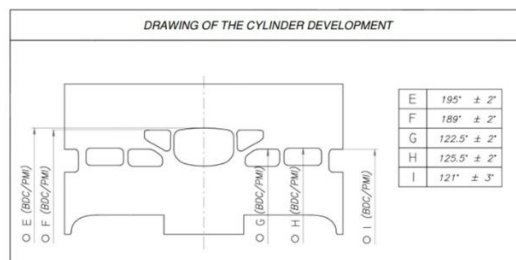 DRAWING OF THE CYLINDER DEVELOPMENT
E 195° ± 2°
F 189° ± 2°
G 122.5° ± 2°
H 125.5° ± 2°
I 121° ± 3°
E (BDC/PMI)
F (BDC/PMI)
G (BDC/PMI)
H (BDC/PMI)
I (BDC/PMI)